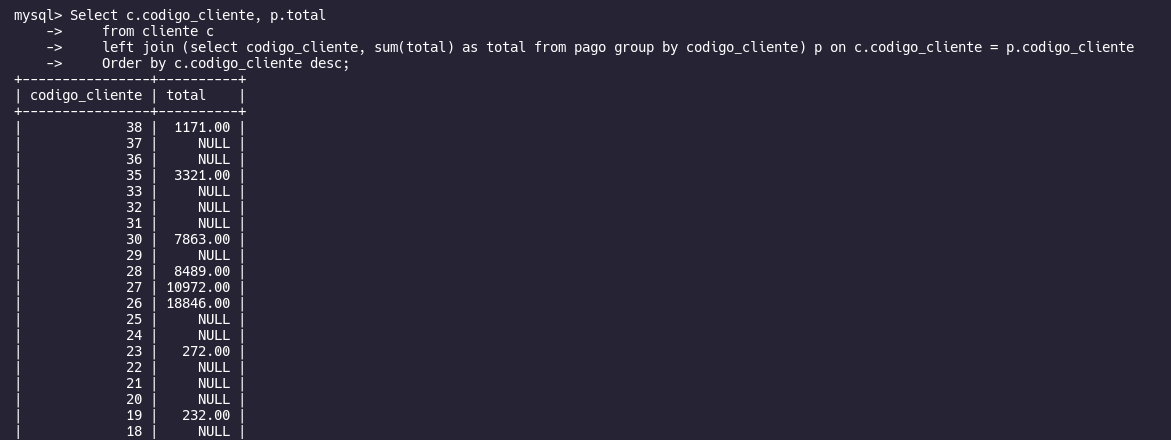 mysql> Select c.codigo_cliente, p.total
    ->     from cliente c
    ->     left join (select codigo_cliente, sum(total) as total from pago group by codigo_cliente) p on c.codigo_cliente = p.codigo_cliente
    ->     Order by c.codigo_cliente desc;
+----------------+----------+
| codigo_cliente | total    |
+----------------+----------+
|             38 |  1171.00 |
|             37 |     NULL |
|             36 |     NULL |
|             35 |  3321.00 |
|             33 |     NULL |
|             32 |     NULL |
|             31 |     NULL |
|             30 |  7863.00 |
|             29 |     NULL |
|             28 |  8489.00 |
|             27 | 10972.00 |
|             26 | 18846.00 |
|             25 |     NULL |
|             24 |     NULL |
|             23 |   272.00 |
|             22 |     NULL |
|             21 |     NULL |
|             20 |     NULL |
|             19 |   232.00 |
|             18 |     NULL |